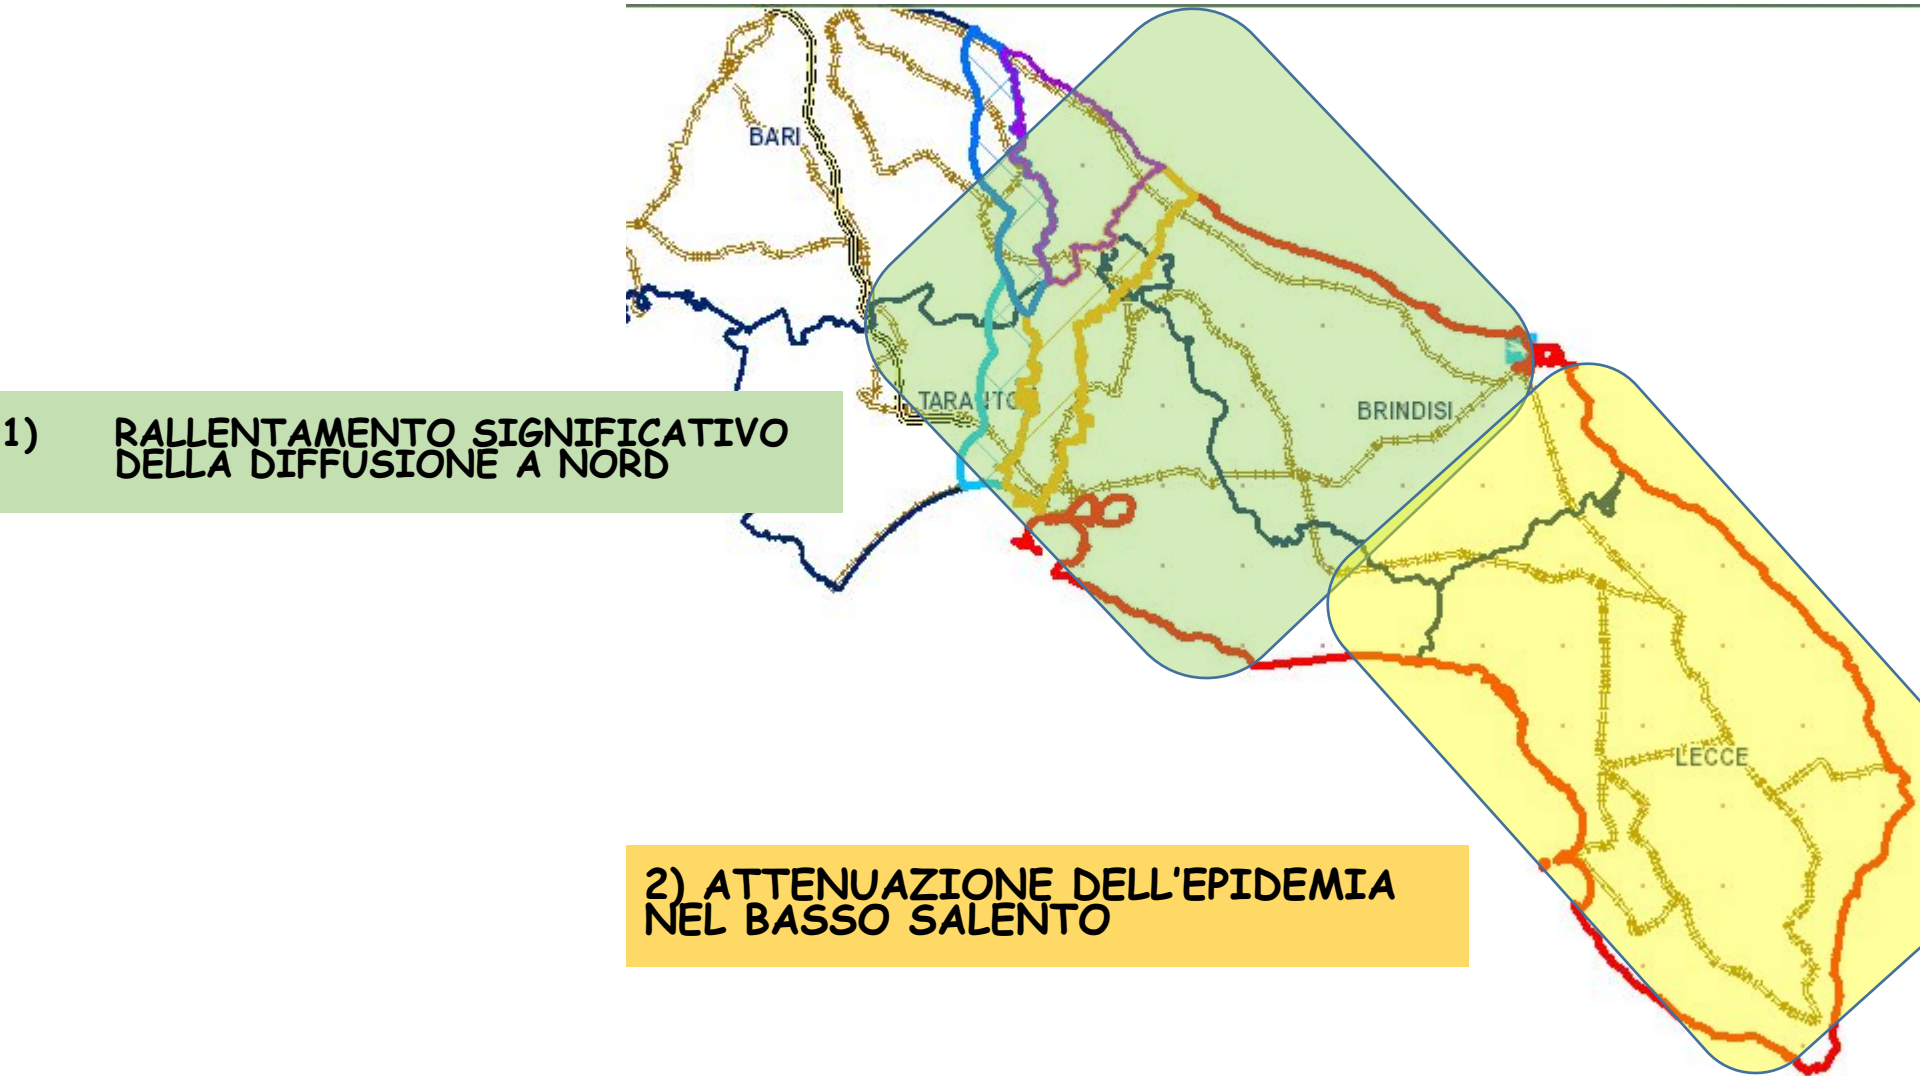 BARI
TARANTO
BRINDISI
1) RALLENTAMENTO SIGNIFICATIVO
DELLA DIFFUSIONE A NORD
LECCE
2) ATTENUAZIONE DELL'EPIDEMIA
NEL BASSO SALENTO